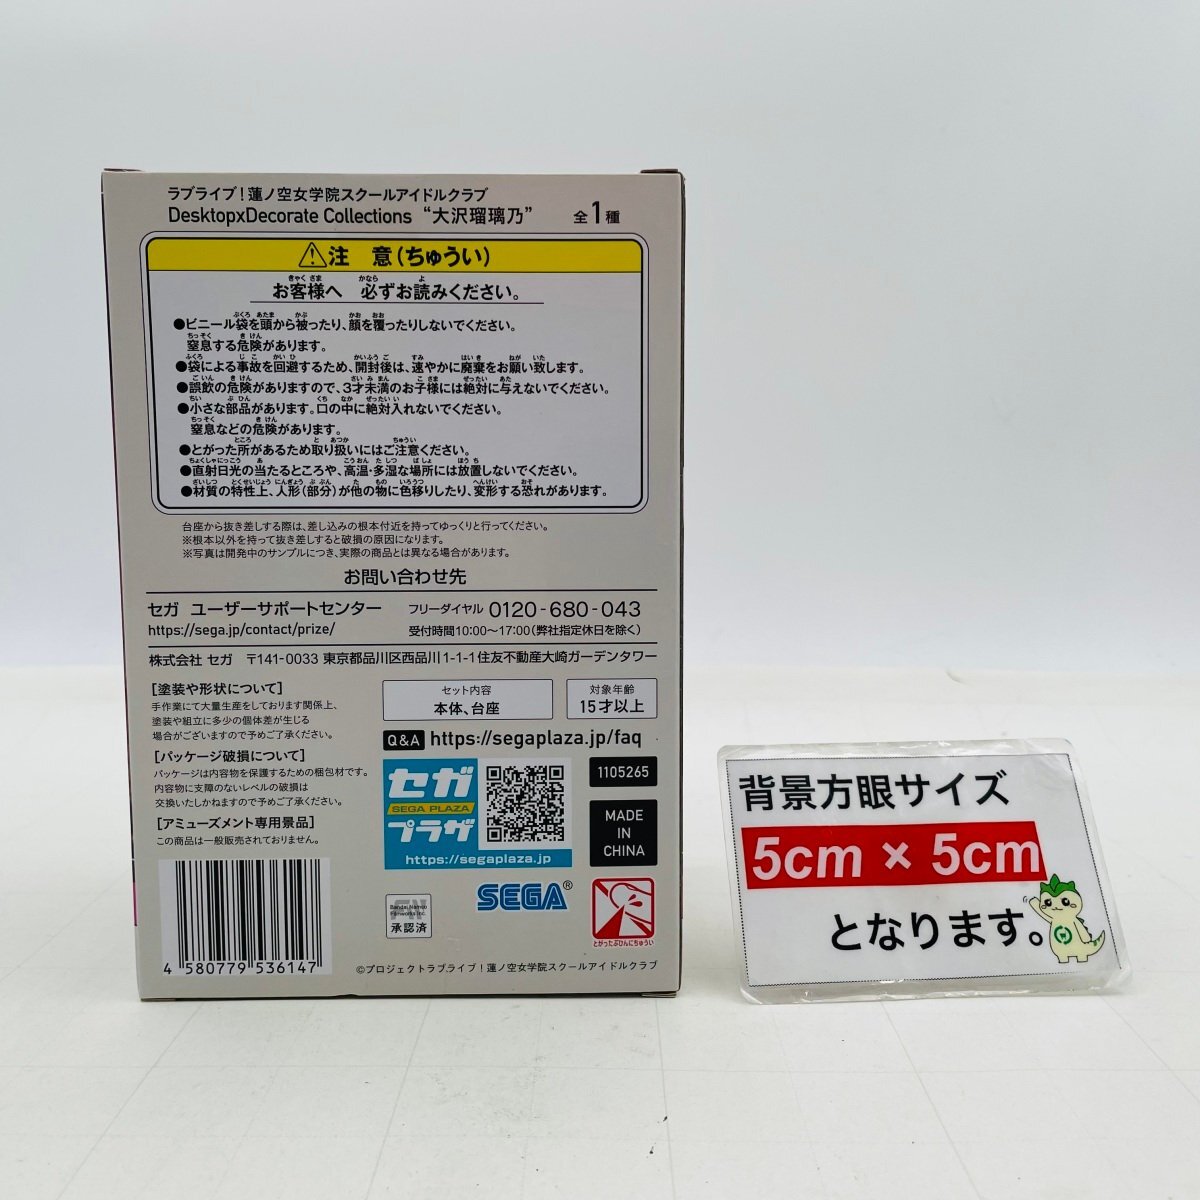 ラブライブ！蓮ノ空女学院スクールアイドルクラブ
DesktopxDecorate Collections “大沢瑠璃乃” 全1種
注 意（ちゅうい）
お客様へ 必ずお読みください。
●ビニール袋を頭から被ったり、顔を覆ったりしないでください。
窒息する危険があります。
●袋による事故を回避するため、開封後は、速やかに廃棄をお願い致します。
●誤飲の危険がありますので、3才未満のお子様には絶対に与えないでください。
●小さな部品があります。口の中に絶対入れないでください。
窒息などの危険があります。
●とがった所があるため取り扱いにはご注意ください。
●直射日光の当たるところや、高温・多湿な場所には放置しないでください。
●材質の特性上、人形（部分）が他の物に色移りしたり、変形する恐れがあります。
台座から抜き差しする際は、差し込みの根本付近を持ってゆっくりと行ってください。
※根本以外を持って抜き差しすると破損の原因になります。
※写真は開発中のサンプルにつき、実際の商品とは異なる場合があります。
お問い合わせ先
セガ ユーザーサポートセンター フリーダイヤル 0120-680-043
https://sega.jp/contact/prize/ 受付時間10:00〜17:00（弊社指定休日を除く）
株式会社 セガ 〒141-0033 東京都品川区西品川1-1-1住友不動産大崎ガーデンタワー
［塗装や形状について］
手作業にて大量生産をしております関係上、
塗装や組立に多少の個体差が生じる
場合がございますので予めご了承ください。
［パッケージ破損について］
パッケージは内容物を保護するための梱包材です。
内容物に支障のないレベルの破損は
交換いたしかねますので予めご了承ください。
［アミューズメント専用景品］
この商品は一般販売されておりません。
セット内容
本体、台座
対象年齢
15才以上
Q&A https://segaplaza.jp/faq
セガ
SEGA PLAZA
プラザ
https://segaplaza.jp
1105265
MADE
IN
CHINA
SEGA®
Bandai Namco
Filmworks Inc.
承認済
とがったぶひんにちゅうい
4 580779 536147
©プロジェクトラブライブ！蓮ノ空女学院スクールアイドルクラブ
背景方眼サイズ
5cm × 5cm
となります。